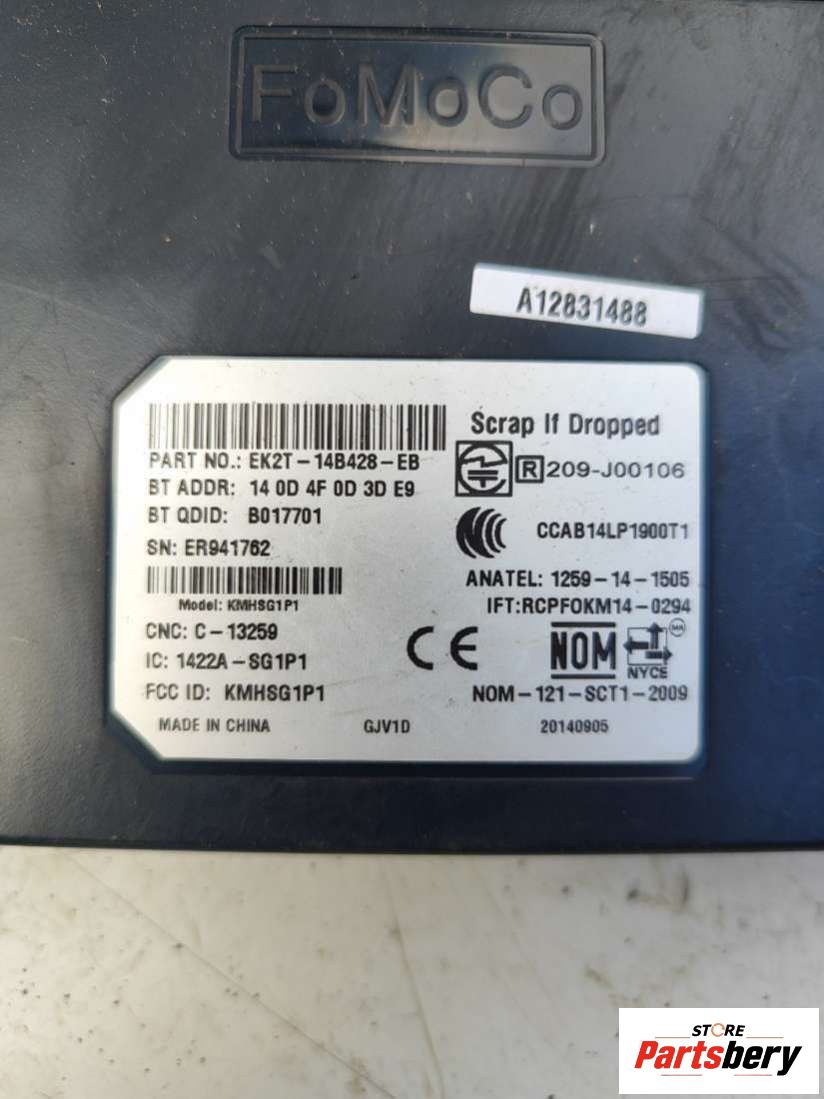 FoMoCo
A12831488
Scrap If Dropped
PART NO.: EK2T-14B428-EB
R 209-J00106
BT ADDR: 14 0D 4F 0D 3D E9
BT QDID: B017701
CCAB14LP1900T1
SN: ER941762
ANATEL: 1259-14-1505
Model: KMHSG1P1
IFT:RCPFOKM14-0294
CNC: C-13259
CE
NOM
MR
NYCE
IC: 1422A-SG1P1
FCC ID: KMHSG1P1
NOM-121-SCT1-2009
MADE IN CHINA
GJV1D
20140905
STORE
Partsbery